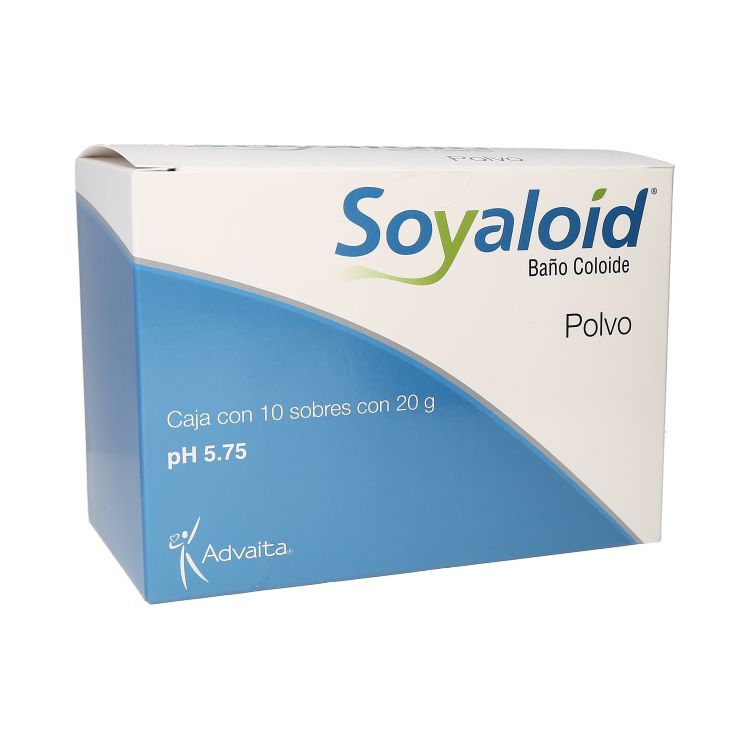 Polvo
Soyaloid®
Baño Coloide
Polvo
Caja con 10 sobres con 20 g
pH 5.75
Advaita®